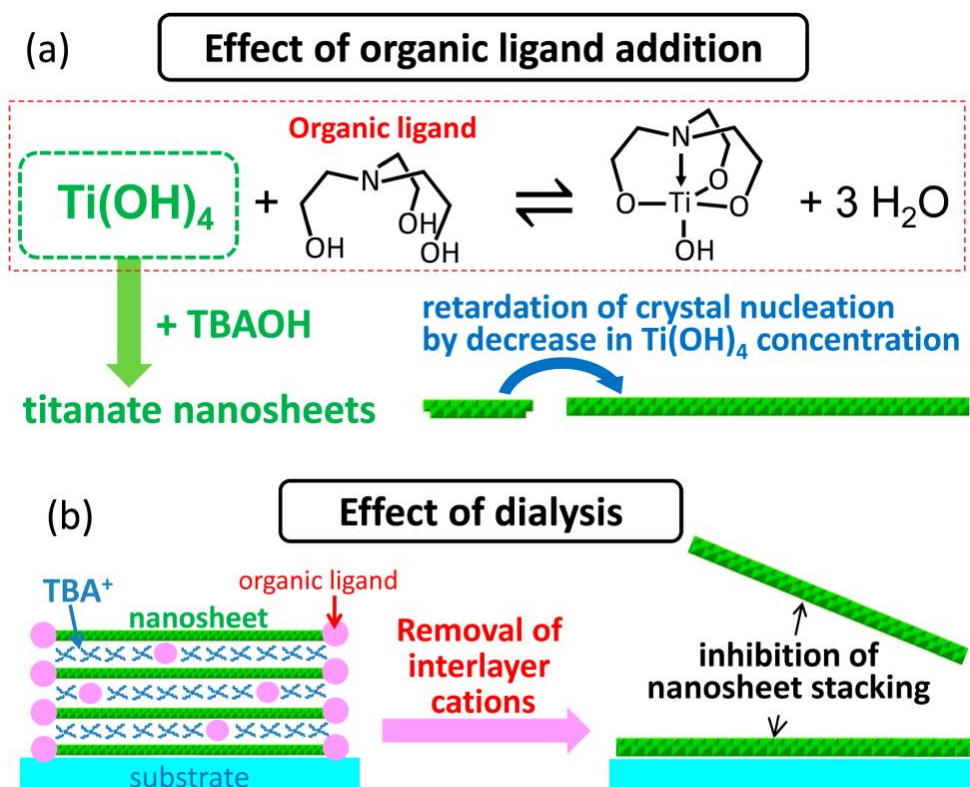 (a)
Effect of organic ligand addition
Organic ligand
Ti(OH)4 + N OH OH OH ⇌ N O Ti O O OH + 3 H2O
+ TBAOH
retardation of crystal nucleation
by decrease in Ti(OH)4 concentration
titanate nanosheets
(b)
Effect of dialysis
TBA+
organic ligand
nanosheet
Removal of
interlayer
cations
inhibition of
nanosheet stacking
substrate